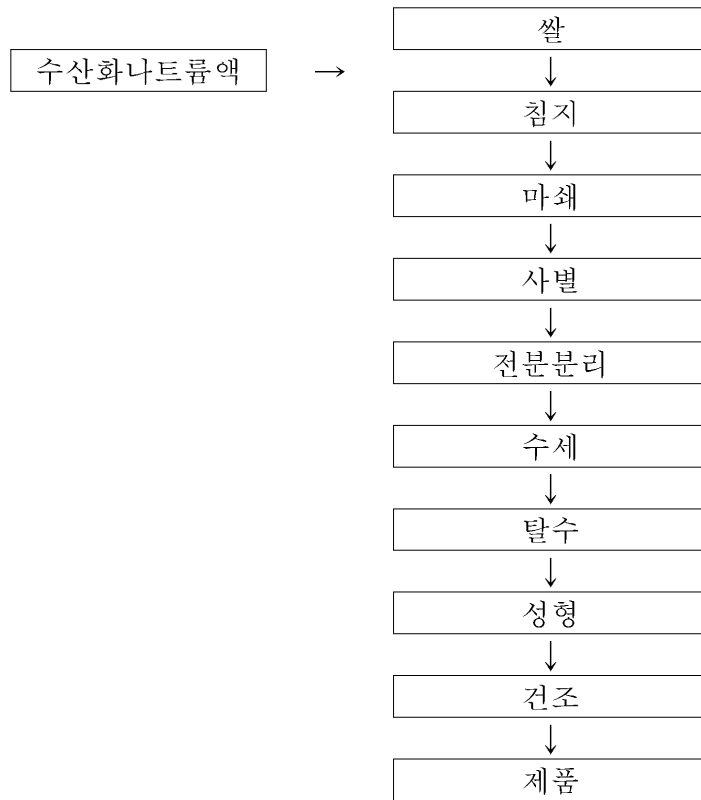 쌀
수산화나트륨액 →
↓
침지
↓
마쇄
↓
사별
↓
전분분리
↓
수세
↓
탈수
↓
성형
↓
건조
↓
제품